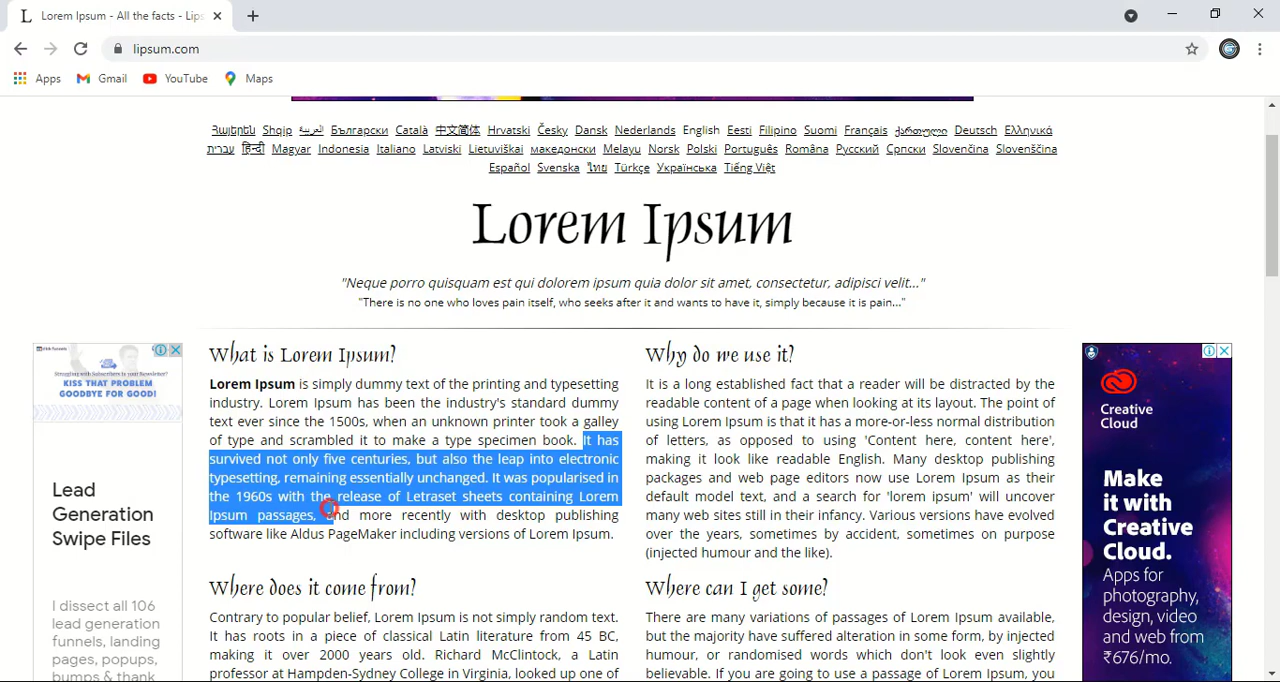 Lorem Ipsum - All the facts - Lips
lipsum.com
Apps Gmail YouTube Maps
Հայերեն Shqip العربية Български Català 中文简体 Hrvatski Česky Dansk Nederlands English Eesti Filipino Suomi Français ქართული Deutsch Ελληνικά
עברית हिन्दी Magyar Indonesia Italiano Latviski Lietuviškai македонски Melayu Norsk Polski Português Româna Русский Српски Slovenčina Slovenščina
Español Svenska ไทย Türkçe Українська Tiếng Việt
Lorem Ipsum
"Neque porro quisquam est qui dolorem ipsum quia dolor sit amet, consectetur, adipisci velit..."
"There is no one who loves pain itself, who seeks after it and wants to have it, simply because it is pain..."
Struggling with Subscribers in your Newsletter?
KISS THAT PROBLEM
GOODBYE FOR GOOD!
Lead
Generation
Swipe Files
I dissect all 106
lead generation
funnels, landing
pages, popups,
bumps & thank
What is Lorem Ipsum?
Lorem Ipsum is simply dummy text of the printing and typesetting
industry. Lorem Ipsum has been the industry's standard dummy
text ever since the 1500s, when an unknown printer took a galley
of type and scrambled it to make a type specimen book. It has
survived not only five centuries, but also the leap into electronic
typesetting, remaining essentially unchanged. It was popularised in
the 1960s with the release of Letraset sheets containing Lorem
Ipsum passages, and more recently with desktop publishing
software like Aldus PageMaker including versions of Lorem Ipsum.
Where does it come from?
Contrary to popular belief, Lorem Ipsum is not simply random text.
It has roots in a piece of classical Latin literature from 45 BC,
making it over 2000 years old. Richard McClintock, a Latin
professor at Hampden-Sydney College in Virginia, looked up one of
Why do we use it?
It is a long established fact that a reader will be distracted by the
readable content of a page when looking at its layout. The point of
using Lorem Ipsum is that it has a more-or-less normal distribution
of letters, as opposed to using 'Content here, content here',
making it look like readable English. Many desktop publishing
packages and web page editors now use Lorem Ipsum as their
default model text, and a search for 'lorem ipsum' will uncover
many web sites still in their infancy. Various versions have evolved
over the years, sometimes by accident, sometimes on purpose
(injected humour and the like).
Where can I get some?
There are many variations of passages of Lorem Ipsum available,
but the majority have suffered alteration in some form, by injected
humour, or randomised words which don't look even slightly
believable. If you are going to use a passage of Lorem Ipsum, you
Creative
Cloud
Make
it with
Creative
Cloud.
Apps for
photography,
design, video
and web from
₹676/mo.